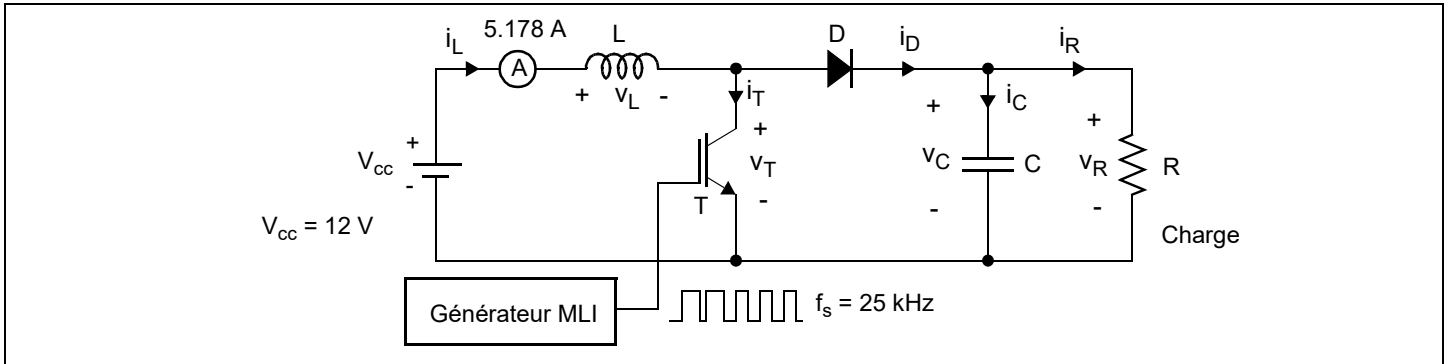 5.178 A
i_L
A
L
+ v_L -
i_T
D
i_D
i_R
V_cc
+
-
V_cc = 12 V
T
+
v_T
-
+
v_C
-
i_C
C
+
v_R
-
R
Charge
Générateur MLI
f_s = 25 kHz